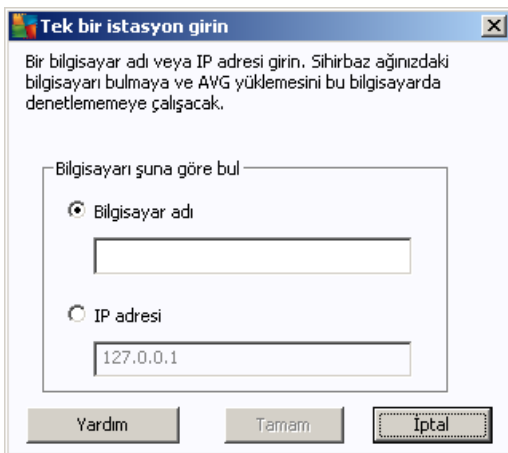 Tek bir istasyon girin
Bir bilgisayar adı veya IP adresi girin. Sihirbaz ağınızdaki
bilgisayarı bulmaya ve AVG yüklemesini bu bilgisayarda
denetlememeye çalışacak.
Bilgisayarı şuna göre bul
Bilgisayar adı
IP adresi
127.0.0.1
Yardım Tamam İptal